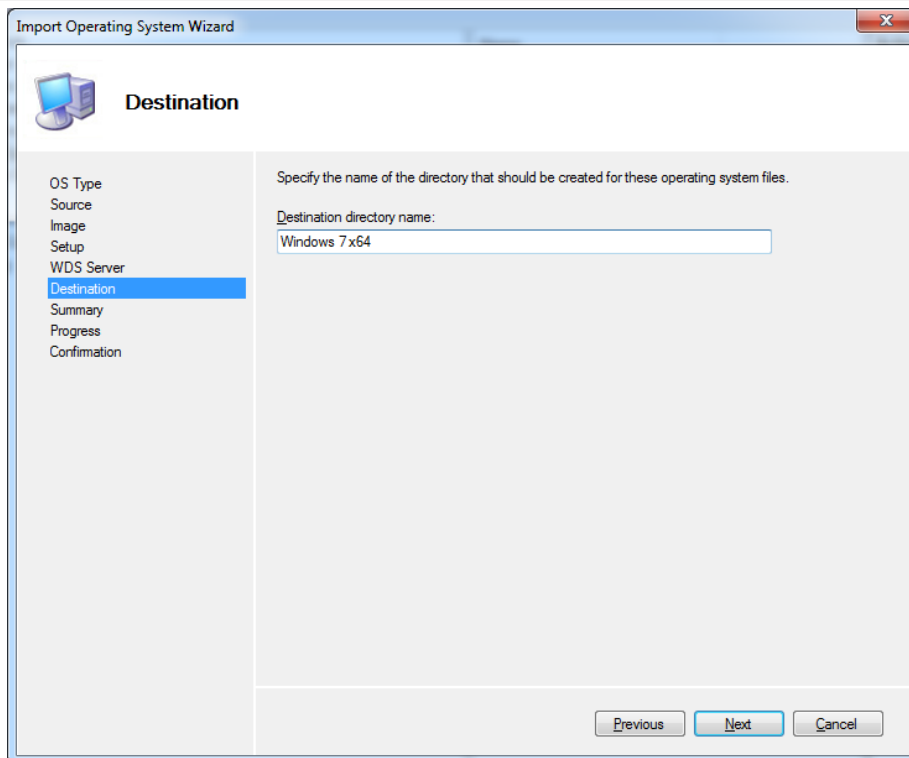 Import Operating System Wizard
Destination
OS Type
Source
Image
Setup
WDS Server
Destination
Summary
Progress
Confirmation
Specify the name of the directory that should be created for these operating system files.
Destination directory name:
Windows 7x64
Previous
Next
Cancel